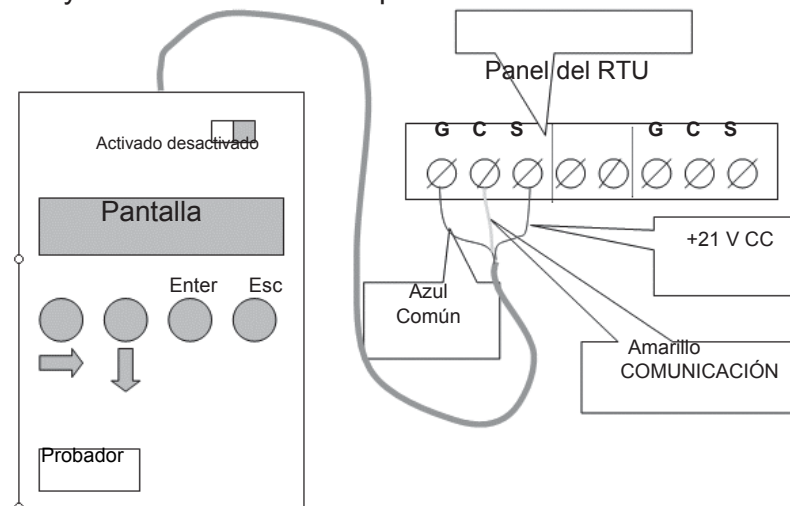 Panel del RTU
G C S G C S
Activado desactivado
Pantalla
+21 V CC
Enter Esc
Azul
Común
Amarillo
COMUNICACIÓN
Probador